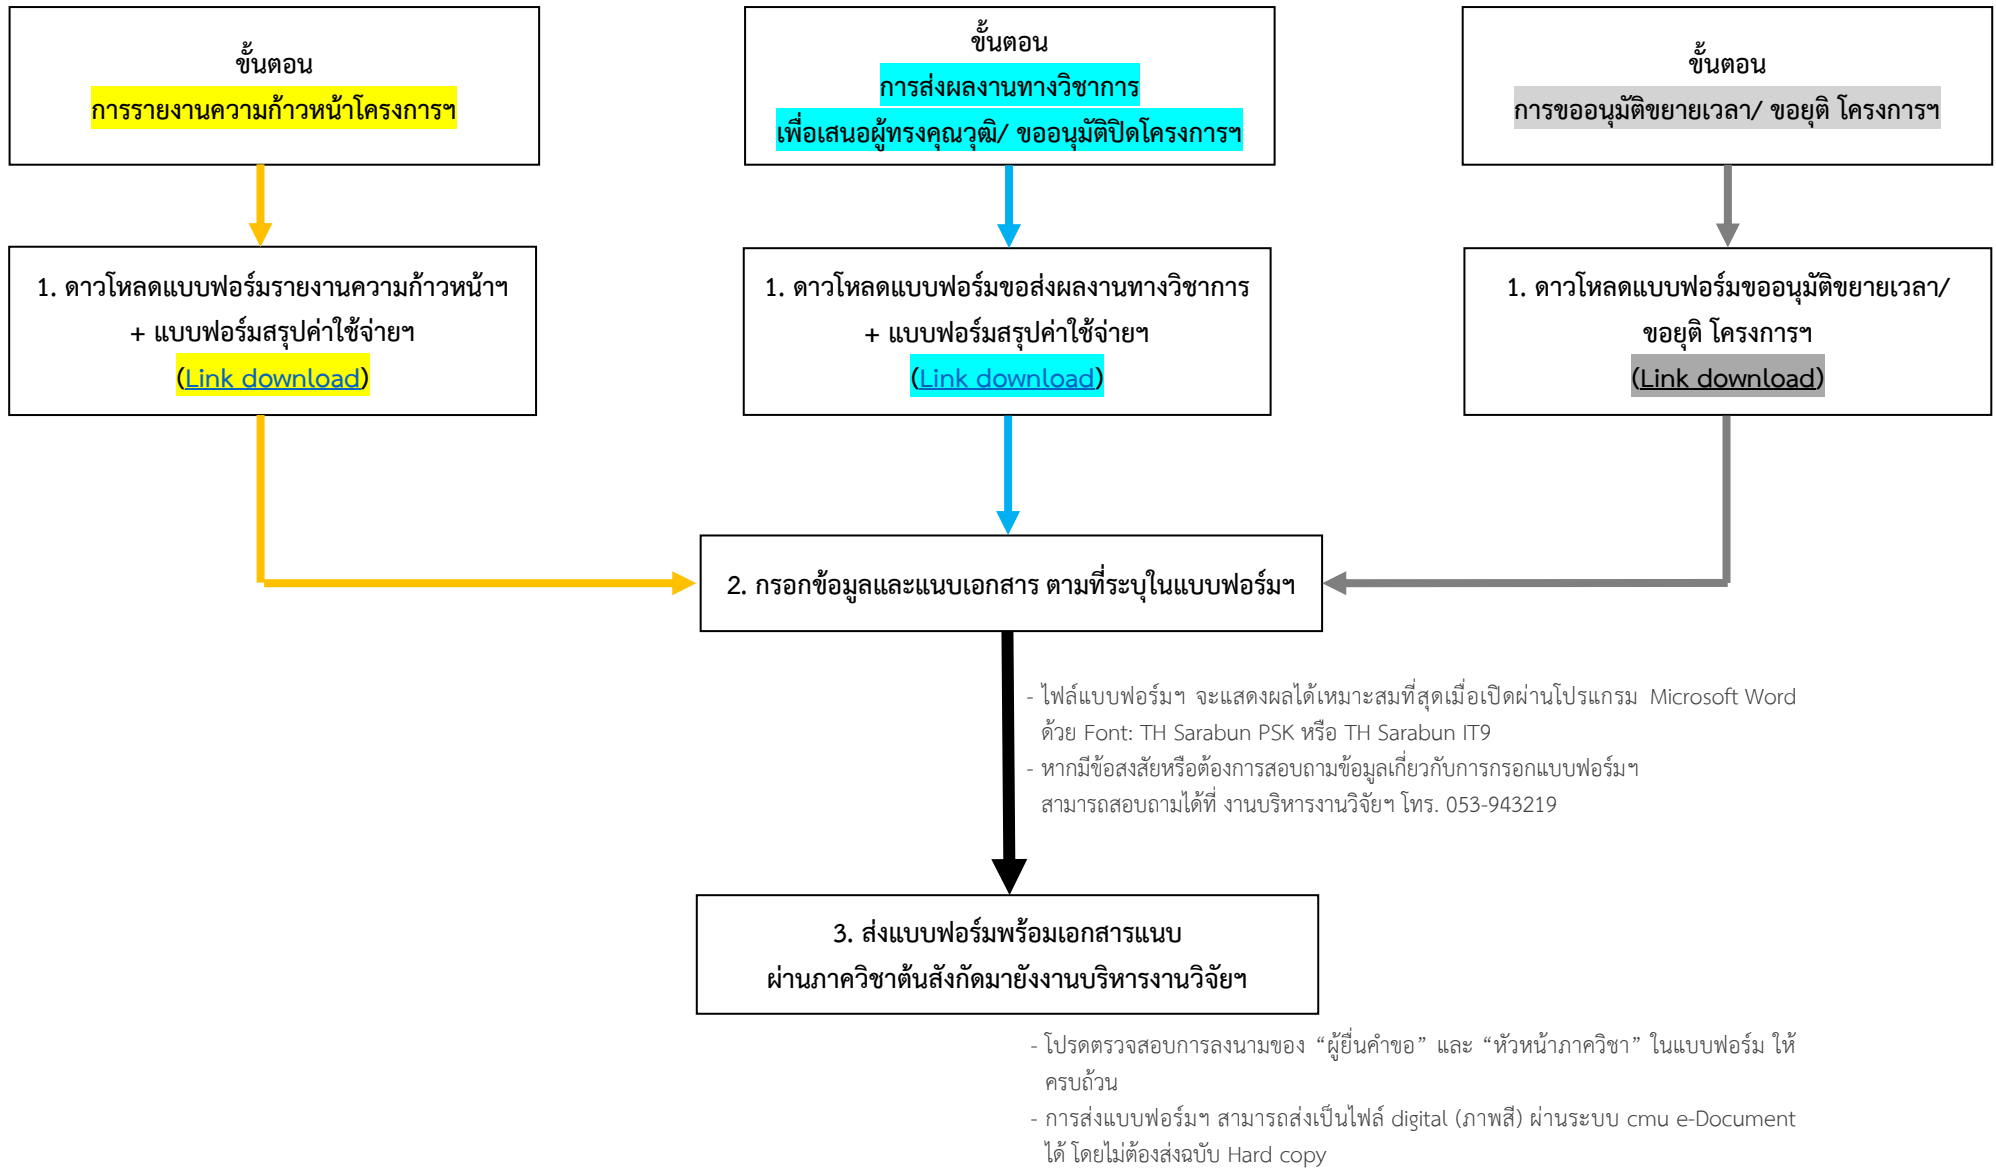 ขั้นตอน
การรายงานความก้าวหน้าโครงการฯ
ขั้นตอน
การส่งผลงานทางวิชาการ
เพื่อเสนอผู้ทรงคุณวุฒิ/ ขออนุมัติปิดโครงการฯ
ขั้นตอน
การขออนุมัติขยายเวลา/ ขอยุติ โครงการฯ
1. ดาวโหลดแบบฟอร์มรายงานความก้าวหน้าฯ
+ แบบฟอร์มสรุปค่าใช้จ่ายฯ
(Link download)
1. ดาวโหลดแบบฟอร์มขอส่งผลงานทางวิชาการ
+ แบบฟอร์มสรุปค่าใช้จ่ายฯ
(Link download)
1. ดาวโหลดแบบฟอร์มขออนุมัติขยายเวลา/
ขอยุติ โครงการฯ
(Link download)
2. กรอกข้อมูลและแนบเอกสาร ตามที่ระบุในแบบฟอร์มฯ
- ไฟล์แบบฟอร์มฯ จะแสดงผลได้เหมาะสมที่สุดเมื่อเปิดผ่านโปรแกรม Microsoft Word
ด้วย Font: TH Sarabun PSK หรือ TH Sarabun IT9
- หากมีข้อสงสัยหรือต้องการสอบถามข้อมูลเกี่ยวกับการกรอกแบบฟอร์มฯ
สามารถสอบถามได้ที่ งานบริหารงานวิจัยฯ โทร. 053-943219
3. ส่งแบบฟอร์มพร้อมเอกสารแนบ
ผ่านภาควิชาต้นสังกัดมายังงานบริหารงานวิจัยฯ
- โปรดตรวจสอบการลงนามของ “ผู้ยื่นคำขอ” และ “หัวหน้าภาควิชา” ในแบบฟอร์ม ให้
ครบถ้วน
- การส่งแบบฟอร์มฯ สามารถส่งเป็นไฟล์ digital (ภาพสี) ผ่านระบบ cmu e-Document
ได้ โดยไม่ต้องส่งฉบับ Hard copy